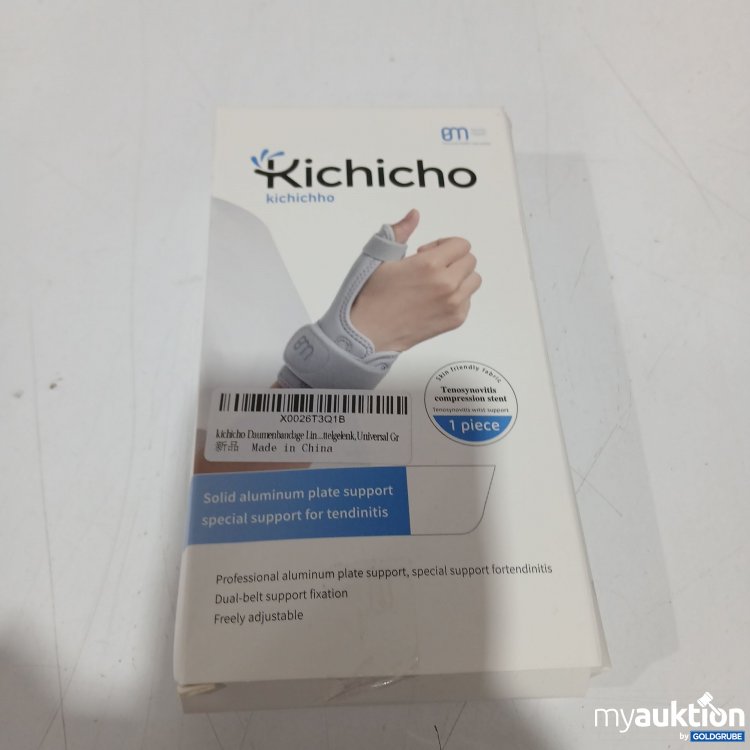 Kichicho
kichichho
Skin friendly fabric
Tenosynovitis
compression stent
Tenosynovitis wrist support
1 piece
X0026T3Q1B
kichicho Daumenbandage Lin...ttelgelenk, Universal Gr
新品 Made in China
Solid aluminum plate support
special support for tendinitis
Professional aluminum plate support, special support fortendinitis
Dual-belt support fixation
Freely adjustable
myauktion
by GOLDGRUBE